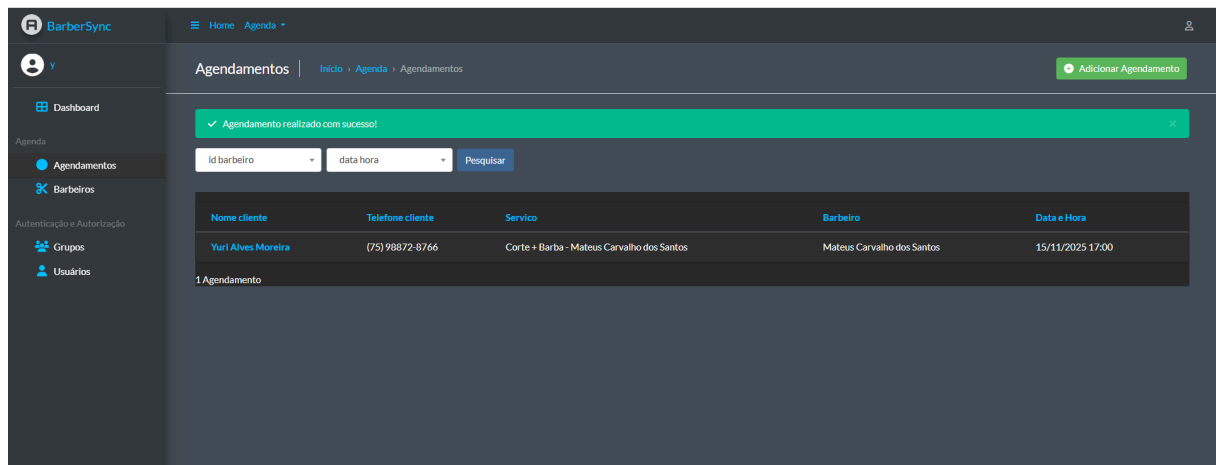 BarberSync
Home Agenda
y
Agendamentos
Início › Agenda › Agendamentos
Adicionar Agendamento
Dashboard
Agendamento realizado com sucesso!
Agenda
Agendamentos
Barbeiros
id barbeiro
data hora
Pesquisar
Autenticação e Autorização
Grupos
Usuários
Nome cliente Telefone cliente Servico Barbeiro Data e Hora
Yuri Alves Moreira (75) 98872-8766 Corte + Barba - Mateus Carvalho dos Santos Mateus Carvalho dos Santos 15/11/2025 17:00
1 Agendamento